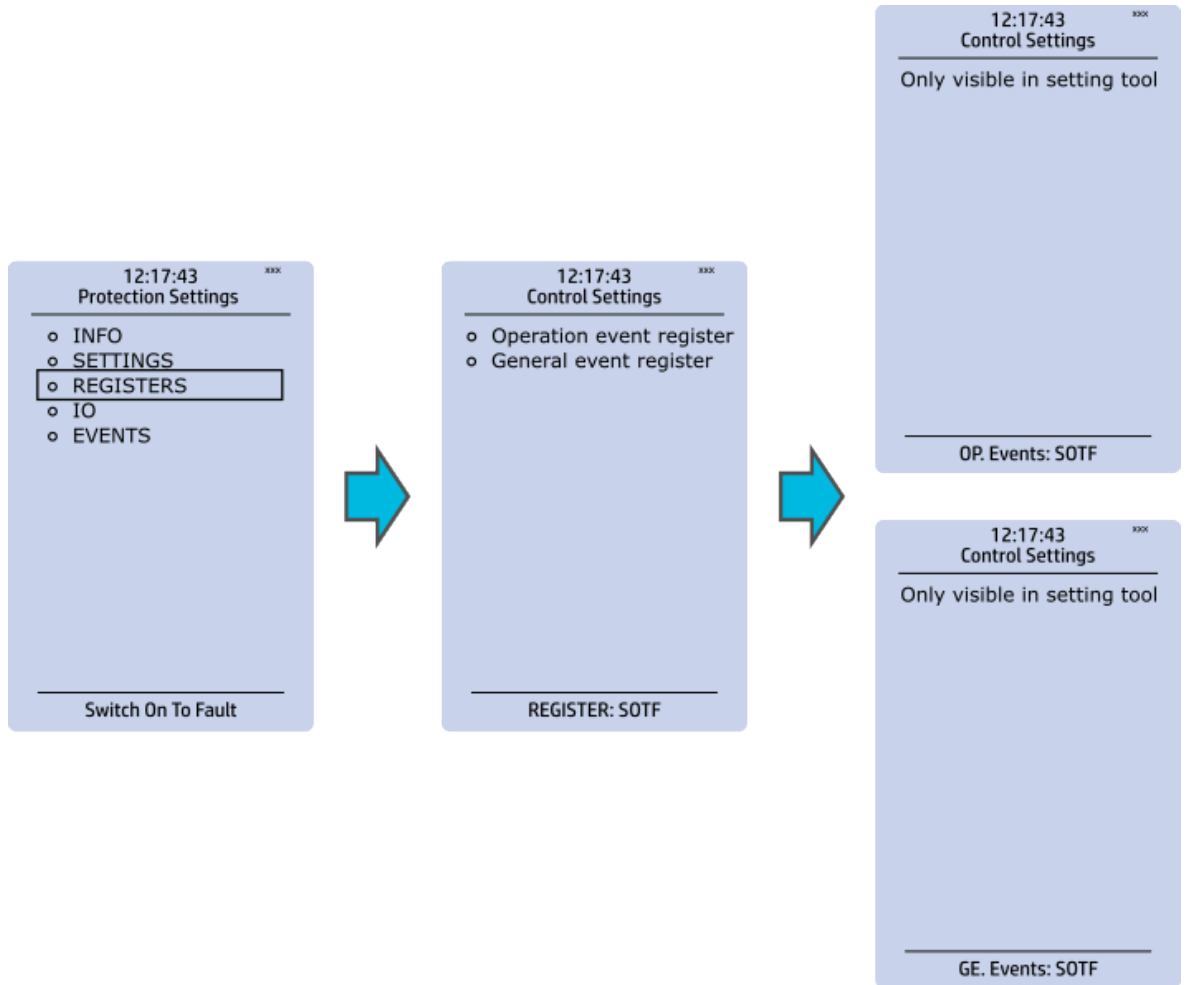 12:17:43 xxx
Protection Settings
INFO
SETTINGS
REGISTERS
IO
EVENTS
Switch On To Fault
12:17:43 xxx
Control Settings
Operation event register
General event register
REGISTER: SOTF
12:17:43 xxx
Control Settings
Only visible in setting tool
OP. Events: SOTF
12:17:43 xxx
Control Settings
Only visible in setting tool
GE. Events: SOTF